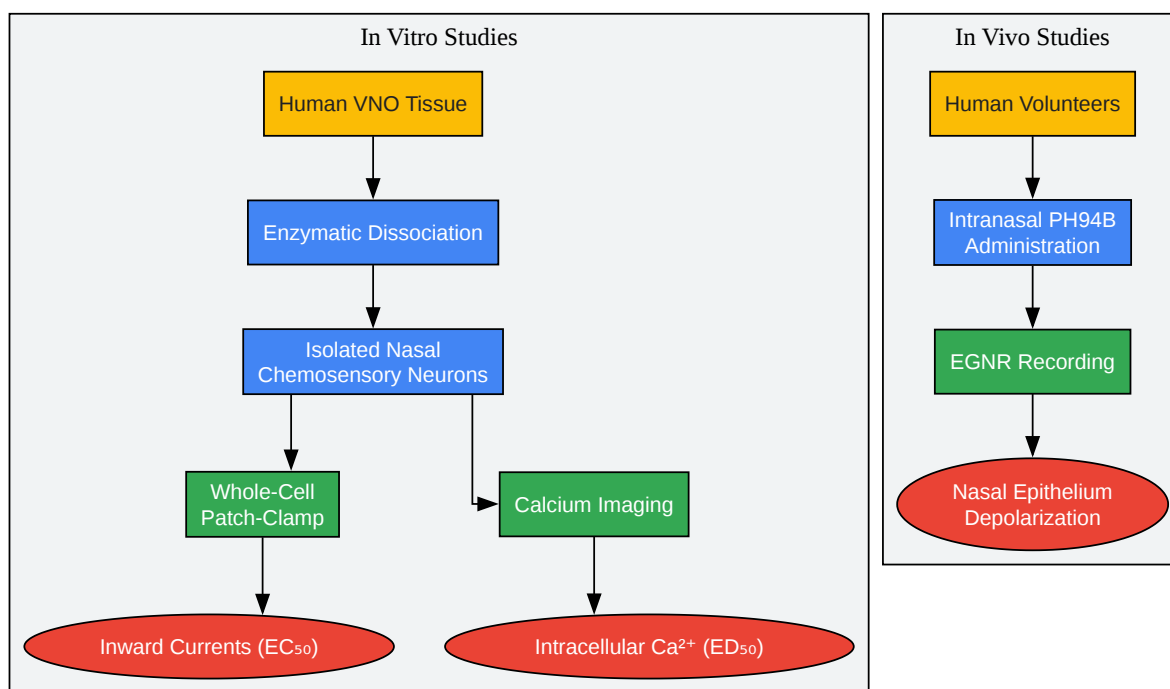 In Vitro Studies
Human VNO Tissue
Enzymatic Dissociation
Isolated Nasal
Chemosensory Neurons
Whole-Cell
Patch-Clamp
Calcium Imaging
Inward Currents (EC₅₀)
Intracellular Ca²⁺ (ED₅₀)
In Vivo Studies
Human Volunteers
Intranasal PH94B
Administration
EGNR Recording
Nasal Epithelium
Depolarization